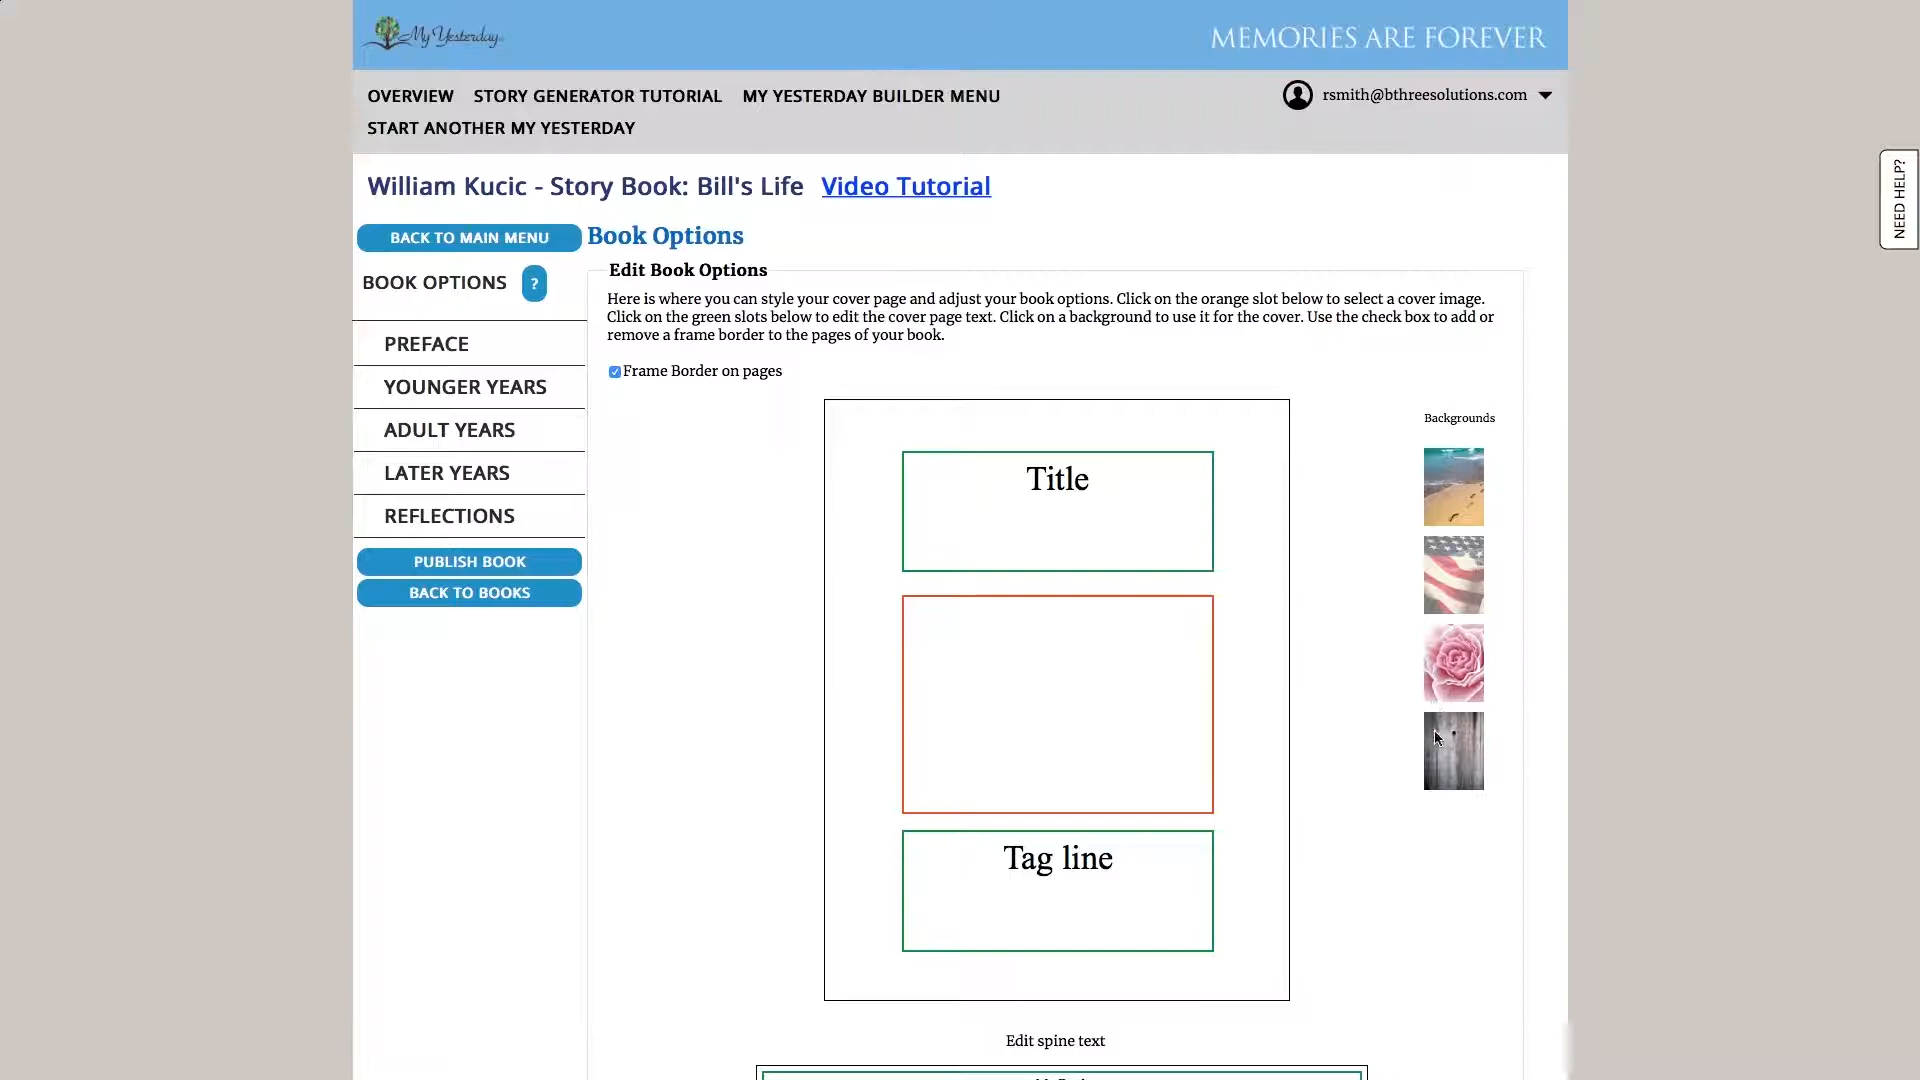 My Yesterday
MEMORIES ARE FOREVER
OVERVIEW STORY GENERATOR TUTORIAL MY YESTERDAY BUILDER MENU
rsmith@bthreesolutions.com
START ANOTHER MY YESTERDAY
NEED HELP?
William Kucic - Story Book: Bill's Life Video Tutorial
BACK TO MAIN MENU
Book Options
BOOK OPTIONS ?
Edit Book Options
Here is where you can style your cover page and adjust your book options. Click on the orange slot below to select a cover image.
Click on the green slots below to edit the cover page text. Click on a background to use it for the cover. Use the check box to add or
remove a frame border to the pages of your book.
PREFACE
YOUNGER YEARS
ADULT YEARS
LATER YEARS
REFLECTIONS
PUBLISH BOOK
BACK TO BOOKS
Frame Border on pages
Backgrounds
Title
Tag line
Edit spine text